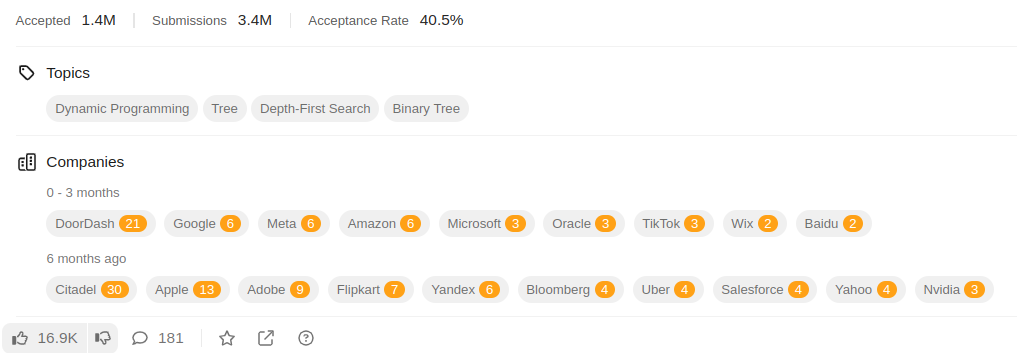 Accepted 1.4M Submissions 3.4M Acceptance Rate 40.5%
Topics
Dynamic Programming Tree Depth-First Search Binary Tree
Companies
0 - 3 months
DoorDash 21 Google 6 Meta 6 Amazon 6 Microsoft 3 Oracle 3 TikTok 3 Wix 2 Baidu 2
6 months ago
Citadel 30 Apple 13 Adobe 9 Flipkart 7 Yandex 6 Bloomberg 4 Uber 4 Salesforce 4 Yahoo 4 Nvidia 3
16.9K 181